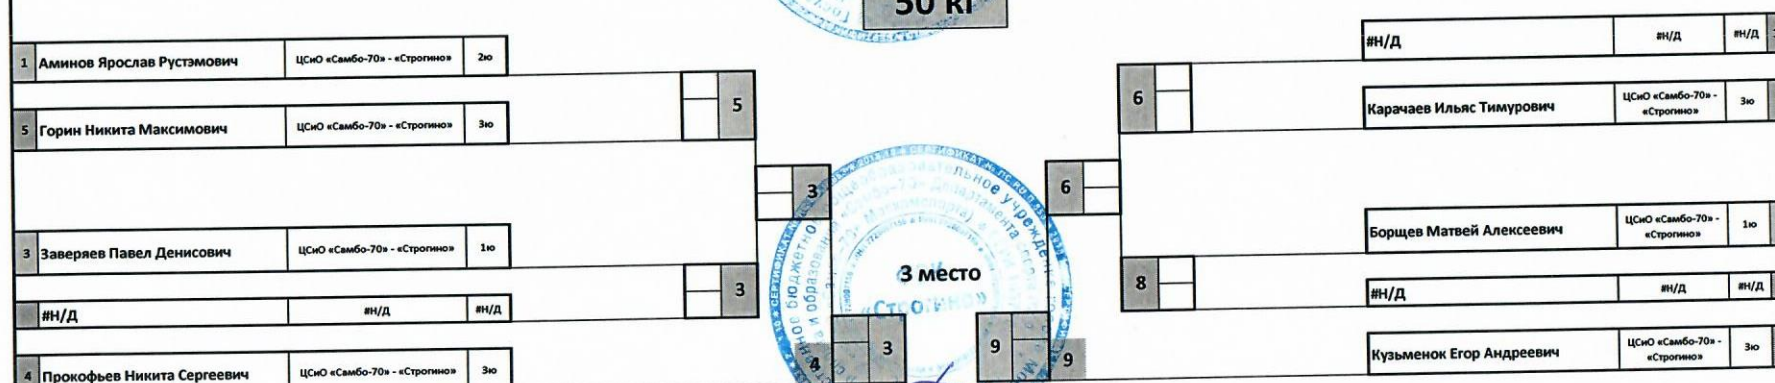 50 кг
1 Аминов Ярослав Рустэмович ЦСиО «Самбо-70» - «Строгино» 2ю
5 Горин Никита Максимович ЦСиО «Самбо-70» - «Строгино» 3ю
5
3
3 Заверяев Павел Денисович ЦСиО «Самбо-70» - «Строгино» 1ю
#Н/Д #Н/Д #Н/Д
3
4 Прокофьев Никита Сергеевич ЦСиО «Самбо-70» - «Строгино» 3ю
3 место
«Строгино»
4
3
9
9
#Н/Д #Н/Д #Н/Д
6
Карачаев Ильяс Тимурович ЦСиО «Самбо-70» -
«Строгино» 3ю
6
Борщев Матвей Алексеевич ЦСиО «Самбо-70» -
«Строгино» 1ю
8
#Н/Д #Н/Д #Н/Д
Кузьменок Егор Андреевич ЦСиО «Самбо-70» -
«Строгино» 3ю